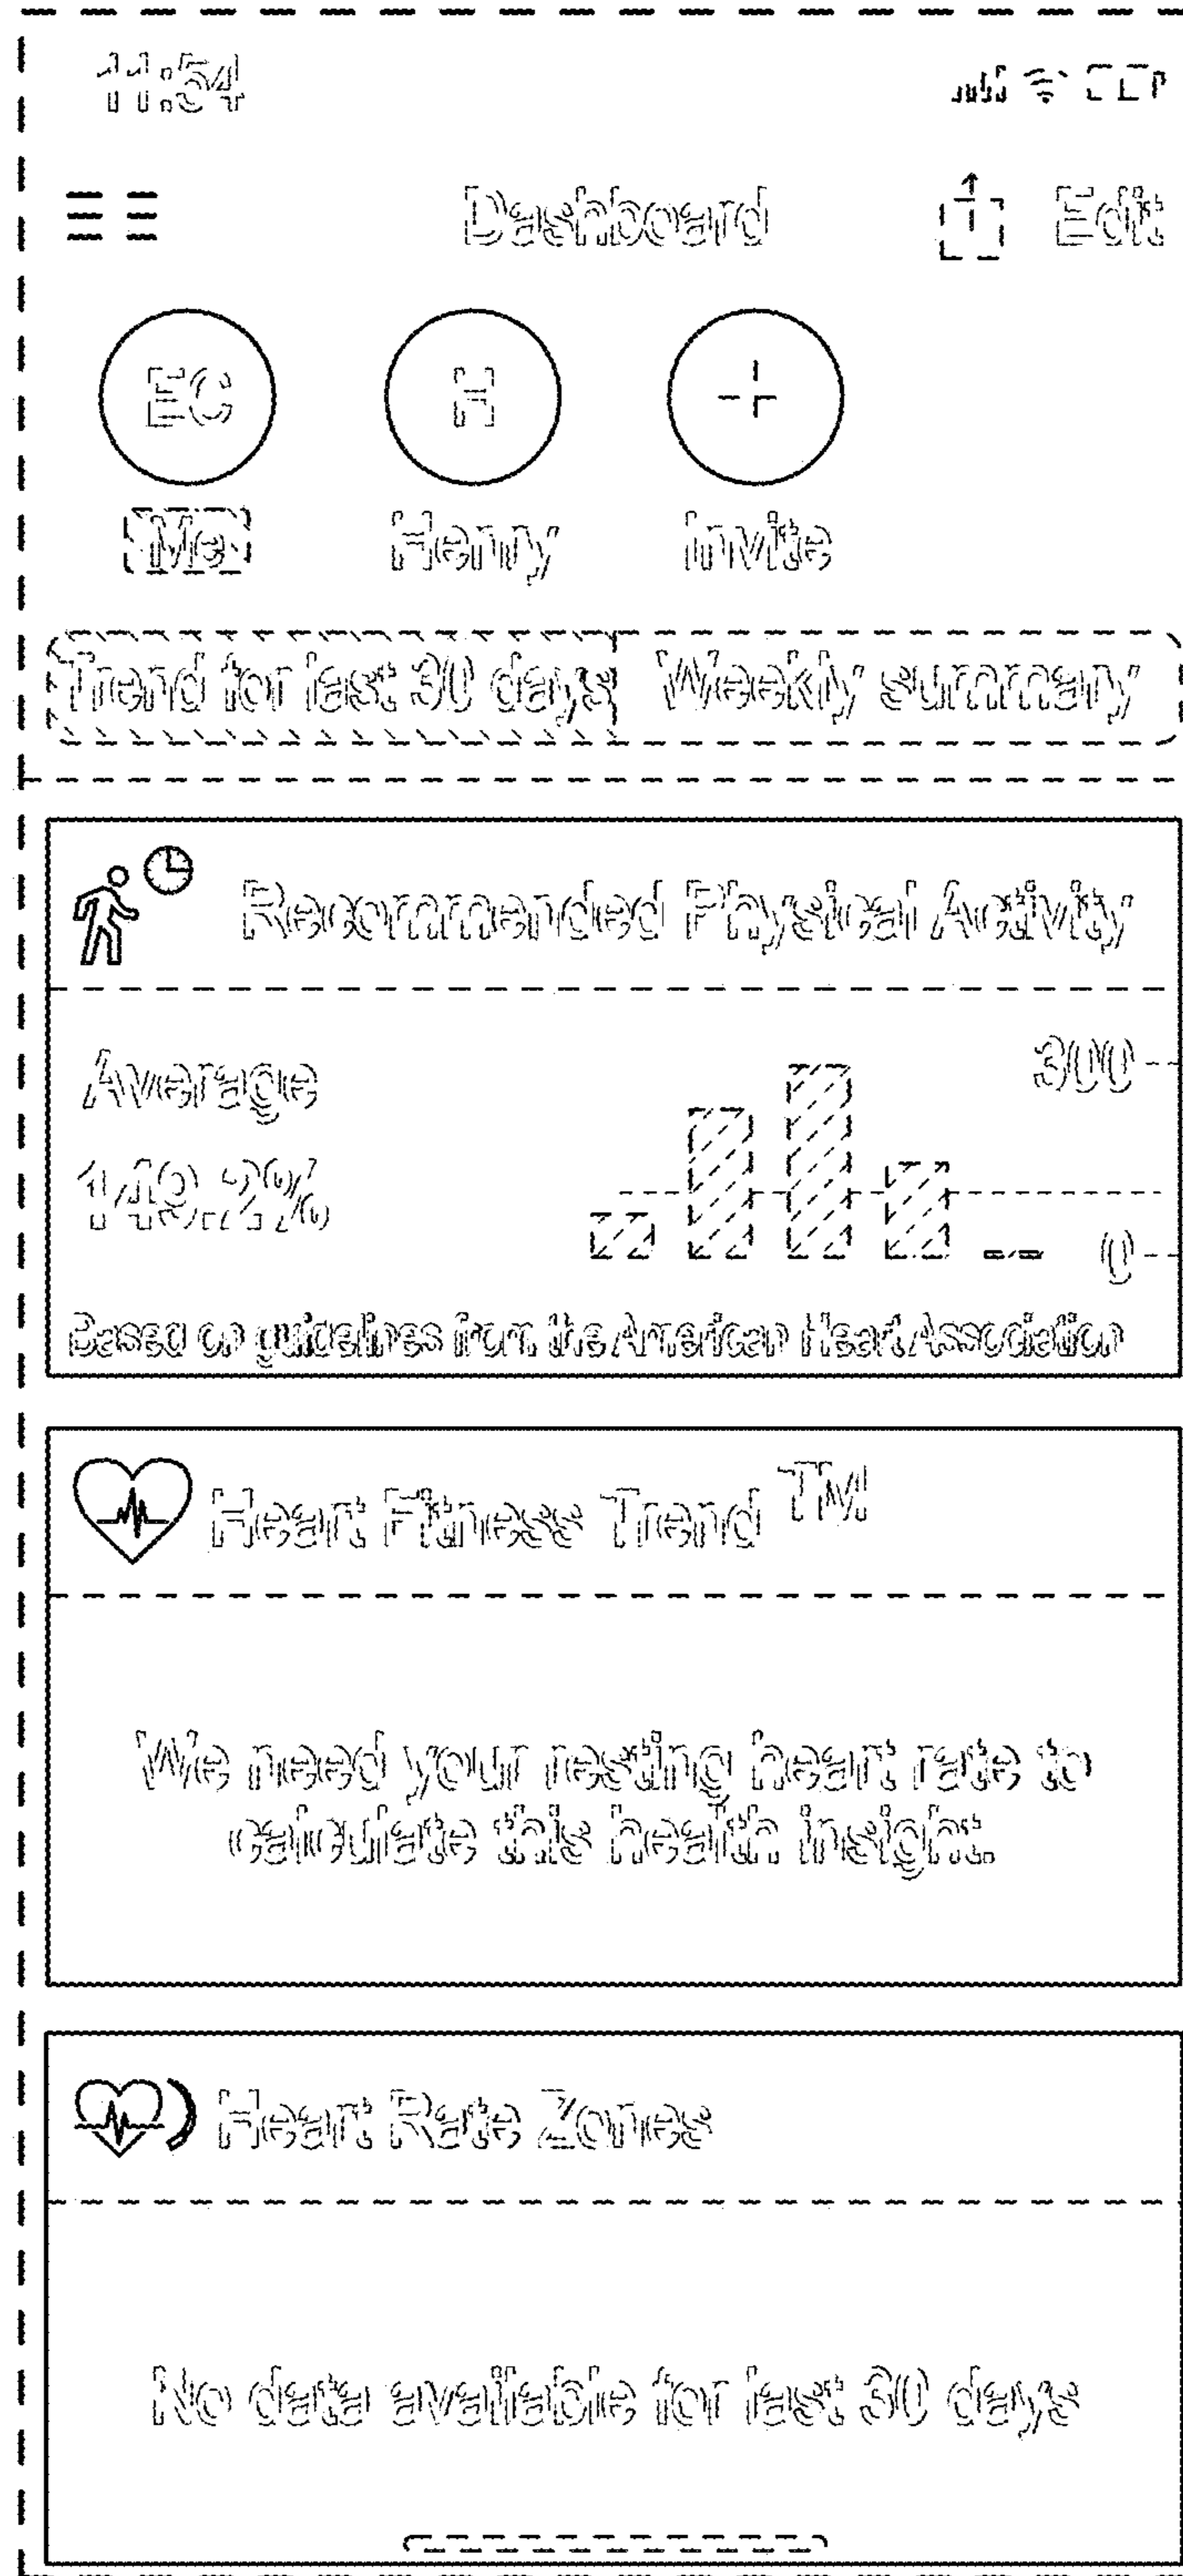 11:54
Dashboard Edit
EC H
Me Henry Invite
Trend for last 30 days Weekly summary
Recommended Physical Activity
Average 300
149.2% 0
Based on guidelines from the American Heart Association
Heart Fitness Trend TM
We need your resting heart rate to
calculate this health insight.
Heart Rate Zones
No data available for last 30 days